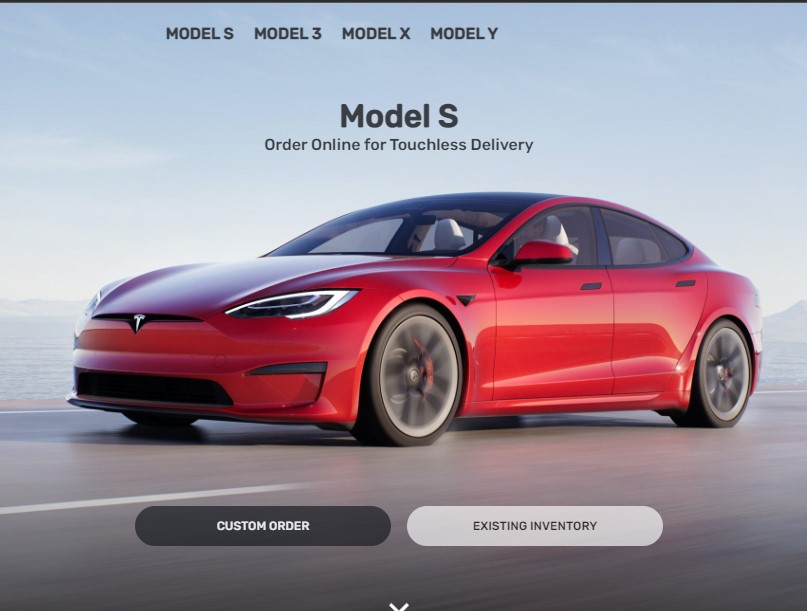 MODEL S MODEL 3 MODEL X MODEL Y
Model S
Order Online for Touchless Delivery
CUSTOM ORDER EXISTING INVENTORY